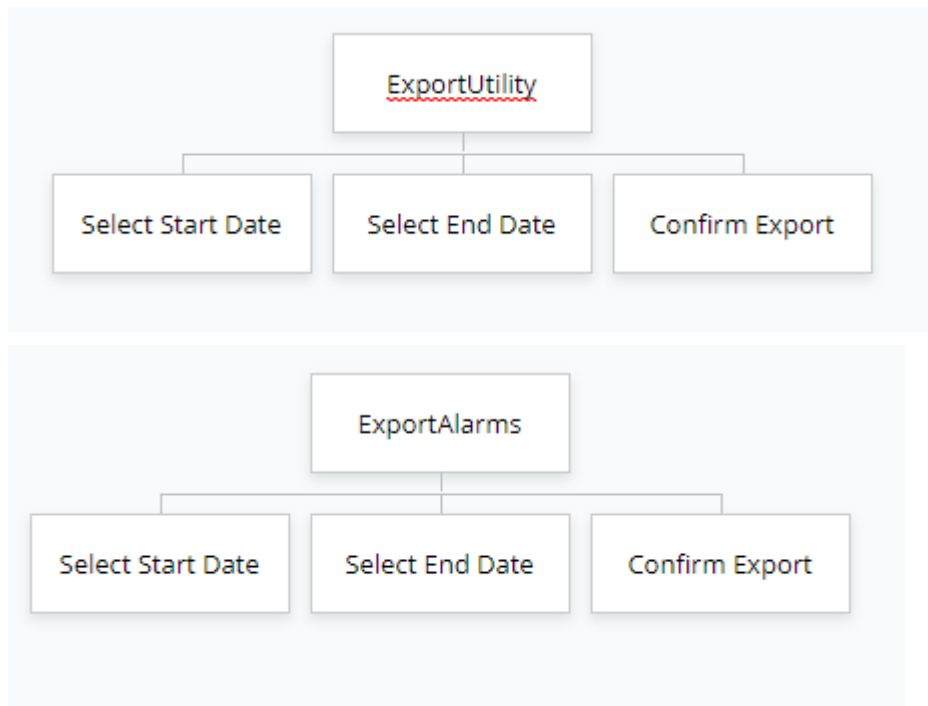 ExportUtility
Select Start Date
Select End Date
Confirm Export
ExportAlarms
Select Start Date
Select End Date
Confirm Export